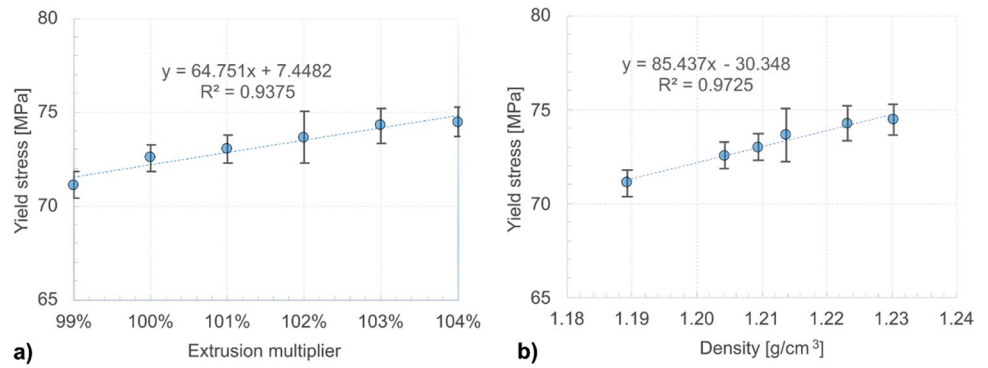 80
75
70
65
Yield stress [MPa]
y = 64.751x + 7.4482
R² = 0.9375
99% 100% 101% 102% 103% 104%
Extrusion multiplier
a)
80
75
70
65
Yield stress [MPa]
y = 85.437x - 30.348
R² = 0.9725
1.18 1.19 1.20 1.21 1.22 1.23 1.24
Density [g/cm³]
b)